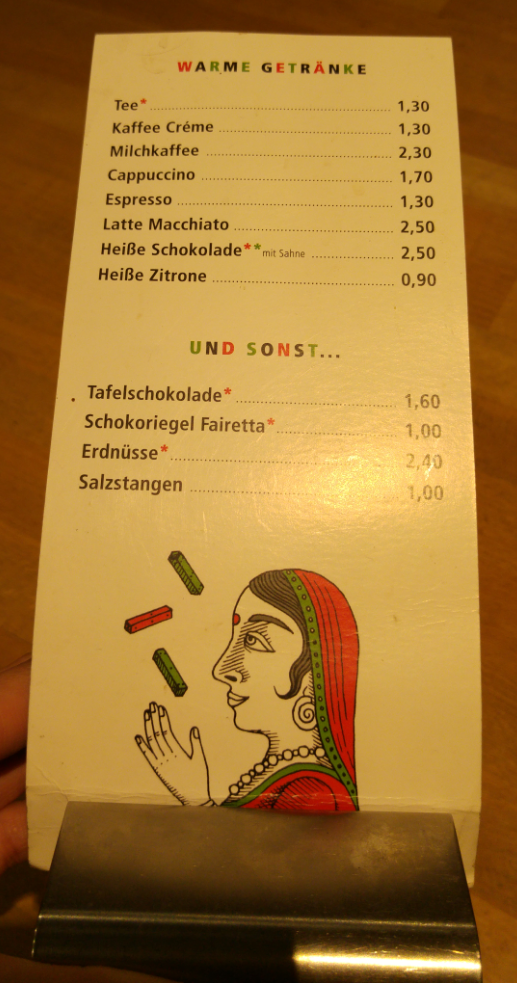 WARME GETRÄNKE
Tee* 1,30
Kaffee Créme 1,30
Milchkaffee 2,30
Cappuccino 1,70
Espresso 1,30
Latte Macchiato 2,50
Heiße Schokolade** mit Sahne 2,50
Heiße Zitrone 0,90
UND SONST...
Tafelschokolade* 1,60
Schokoriegel Fairetta* 1,00
Erdnüsse* 2,40
Salzstangen 1,00